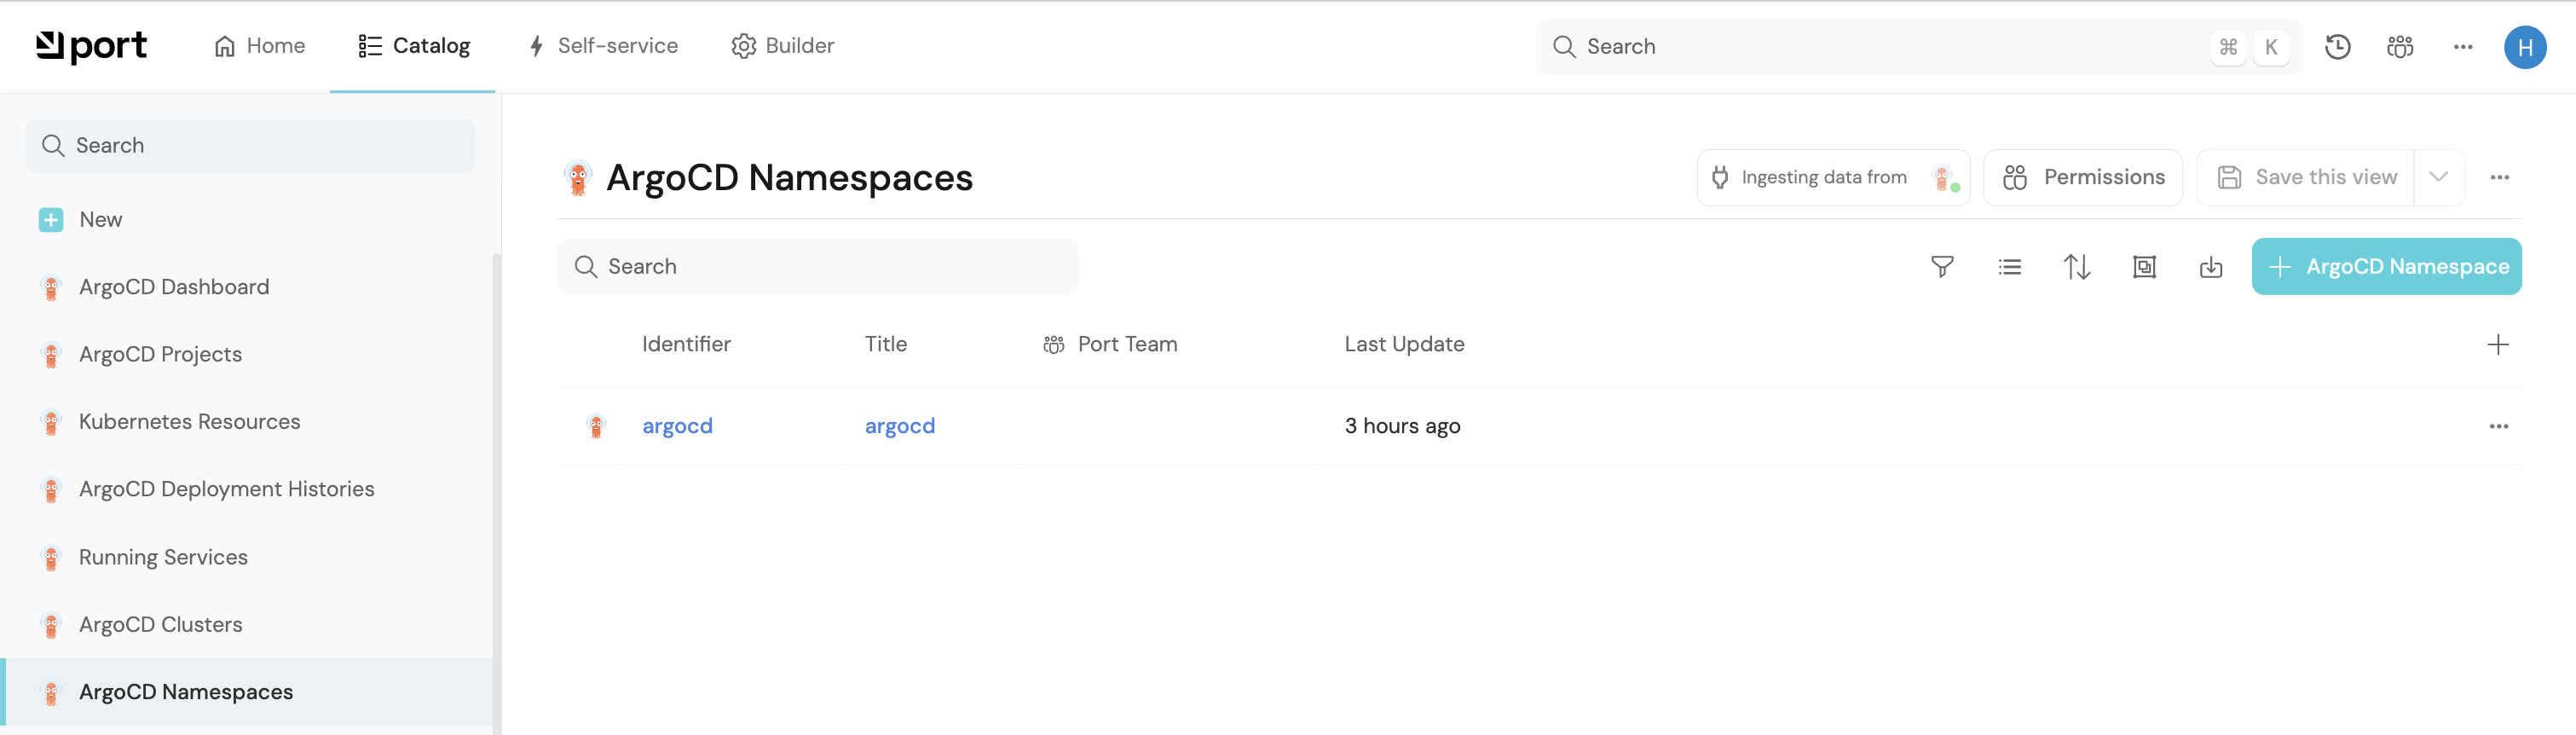 port
Home
Catalog
Self-service
Builder
Search
⌘ K
H
Search
New
ArgoCD Dashboard
ArgoCD Projects
Kubernetes Resources
ArgoCD Deployment Histories
Running Services
ArgoCD Clusters
ArgoCD Namespaces
ArgoCD Namespaces
Ingesting data from
Permissions
Save this view
Search
ArgoCD Namespace
Identifier Title Port Team Last Update
argocd argocd 3 hours ago